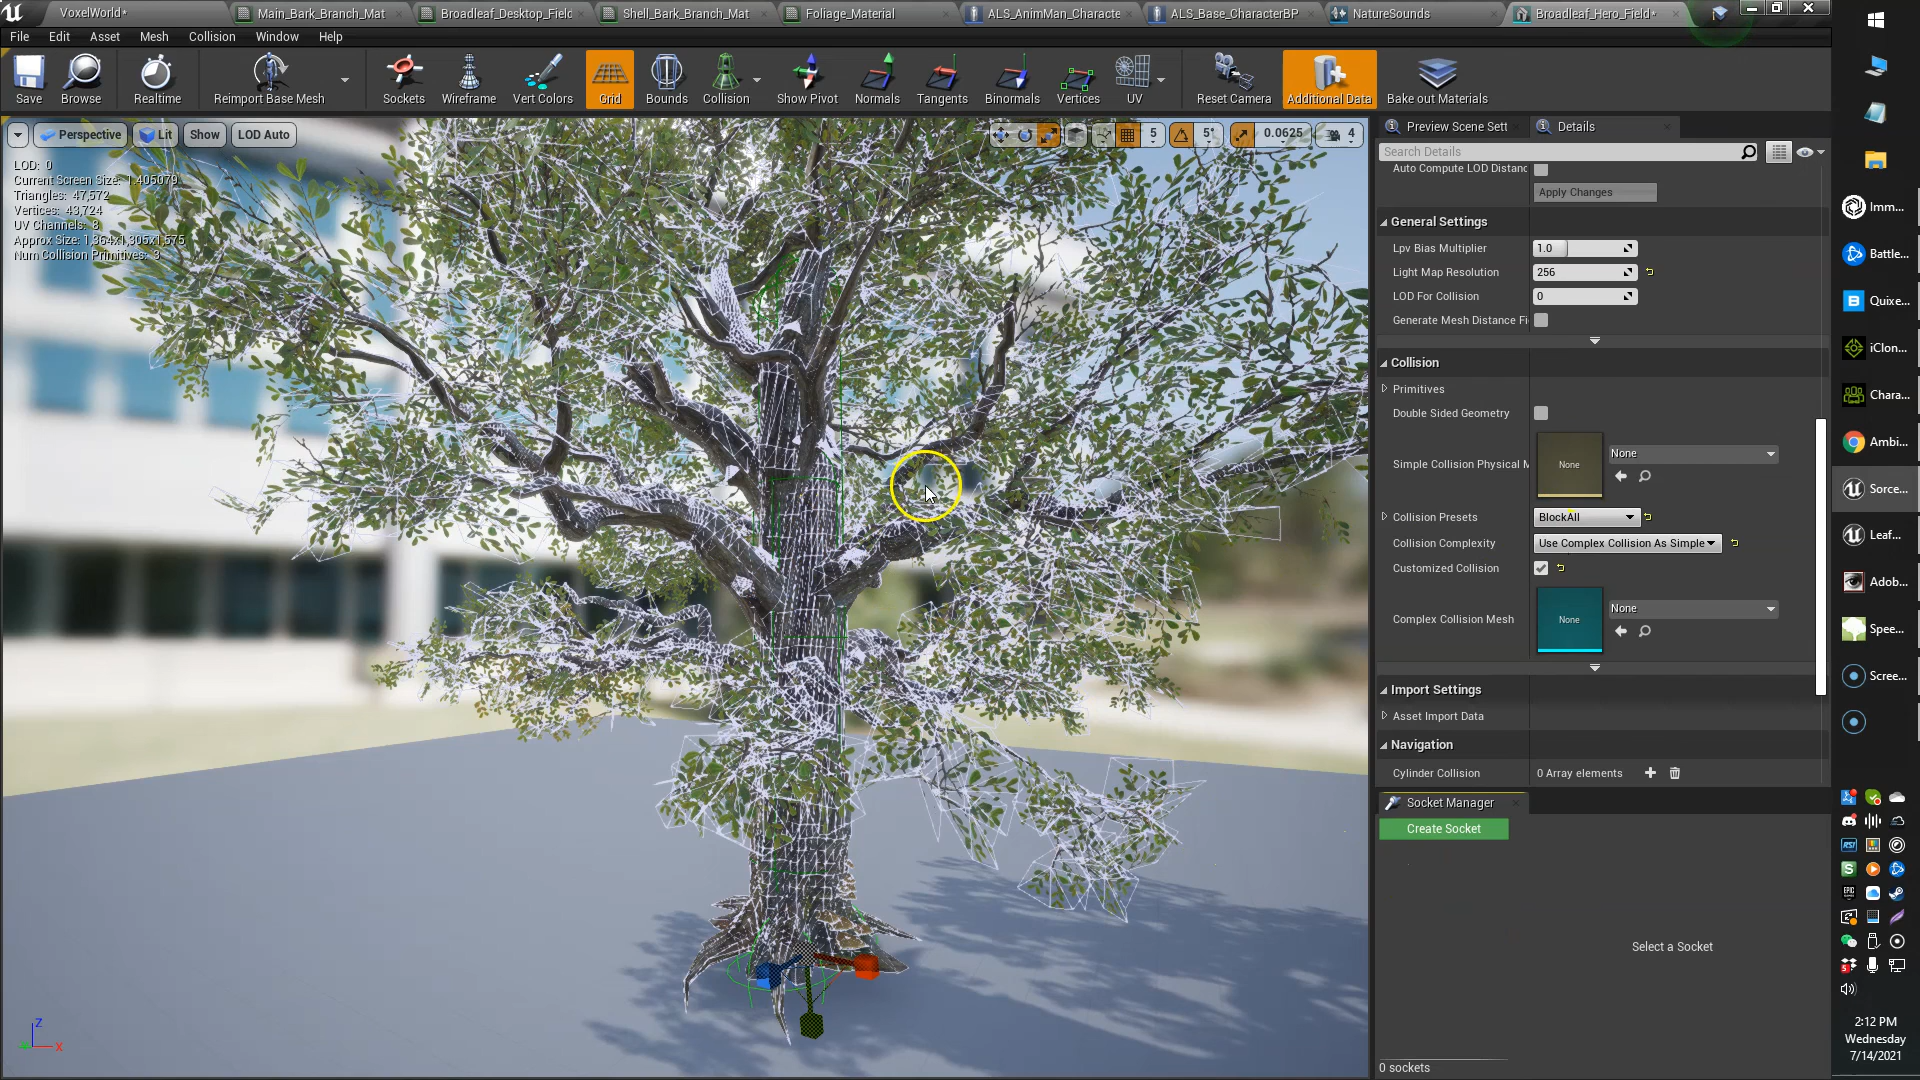 VoxelWorld*
Main_Bark_Branch_Mat
Broadleaf_Desktop_Field
Shell_Bark_Branch_Mat
Foliage_Material
ALS_AnimMan_Characte
ALS_Base_CharacterBP
NatureSounds
Broadleaf_Hero_Field*
File Edit Asset Mesh Collision Window Help
Save Browse Realtime Reimport Base Mesh Sockets Wireframe Vert Colors Grid Bounds Collision Show Pivot Normals Tangents Binormals Vertices UV Reset Camera Additional Data Bake out Materials
Perspective Lit Show LOD Auto
5 5° 0.0625 4
LOD: 0
Current Screen Size: 1.405079
Triangles: 47,572
Vertices: 43,724
UV Channels: 8
Approx Size: 1,354x1,305x1,575
Num Collision Primitives: 3
Preview Scene Sett
Details
Search Details
Auto Compute LOD Distanc
Apply Changes
General Settings
Lpv Bias Multiplier 1.0
Light Map Resolution 256
LOD For Collision 0
Generate Mesh Distance Fi
Collision
Primitives
Double Sided Geometry
Simple Collision Physical M None None
Collision Presets BlockAll
Collision Complexity Use Complex Collision As Simple
Customized Collision
Complex Collision Mesh None None
Import Settings
Asset Import Data
Navigation
Cylinder Collision 0 Array elements
Socket Manager
Create Socket
Select a Socket
0 sockets
Z
X
Imm...
Battle...
Quixe...
iClon...
Chara...
Ambi...
Sorce...
Leaf...
Adob...
Spee...
Scree...
2:12 PM
Wednesday
7/14/2021